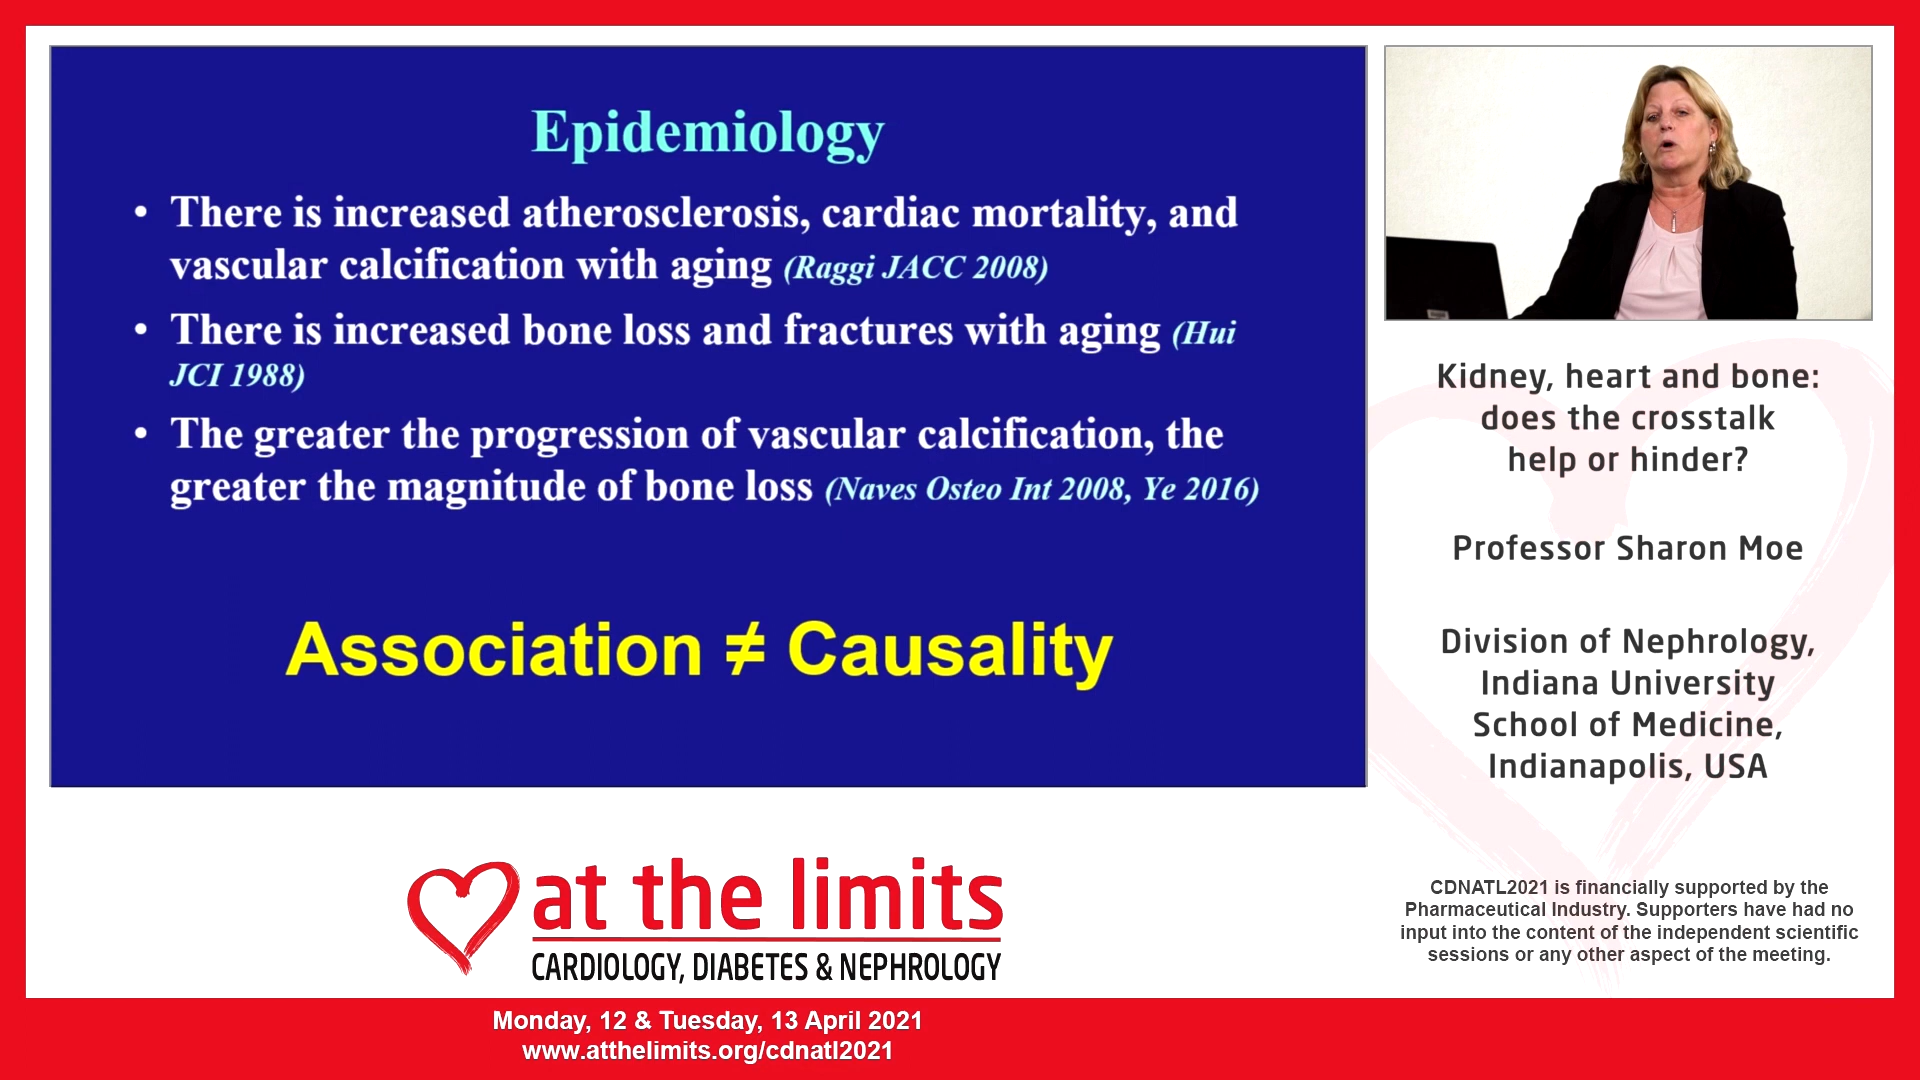 Epidemiology
• There is increased atherosclerosis, cardiac mortality, and
vascular calcification with aging (Raggi JACC 2008)
• There is increased bone loss and fractures with aging (Hui
JCI 1988)
• The greater the progression of vascular calcification, the
greater the magnitude of bone loss (Naves Osteo Int 2008, Ye 2016)
Association ≠ Causality
Kidney, heart and bone:
does the crosstalk
help or hinder?
Professor Sharon Moe
Division of Nephrology,
Indiana University
School of Medicine,
Indianapolis, USA
at the limits
CARDIOLOGY, DIABETES & NEPHROLOGY
CDNATL2021 is financially supported by the
Pharmaceutical Industry. Supporters have had no
input into the content of the independent scientific
sessions or any other aspect of the meeting.
Monday, 12 & Tuesday, 13 April 2021
www.atthelimits.org/cdnatl2021